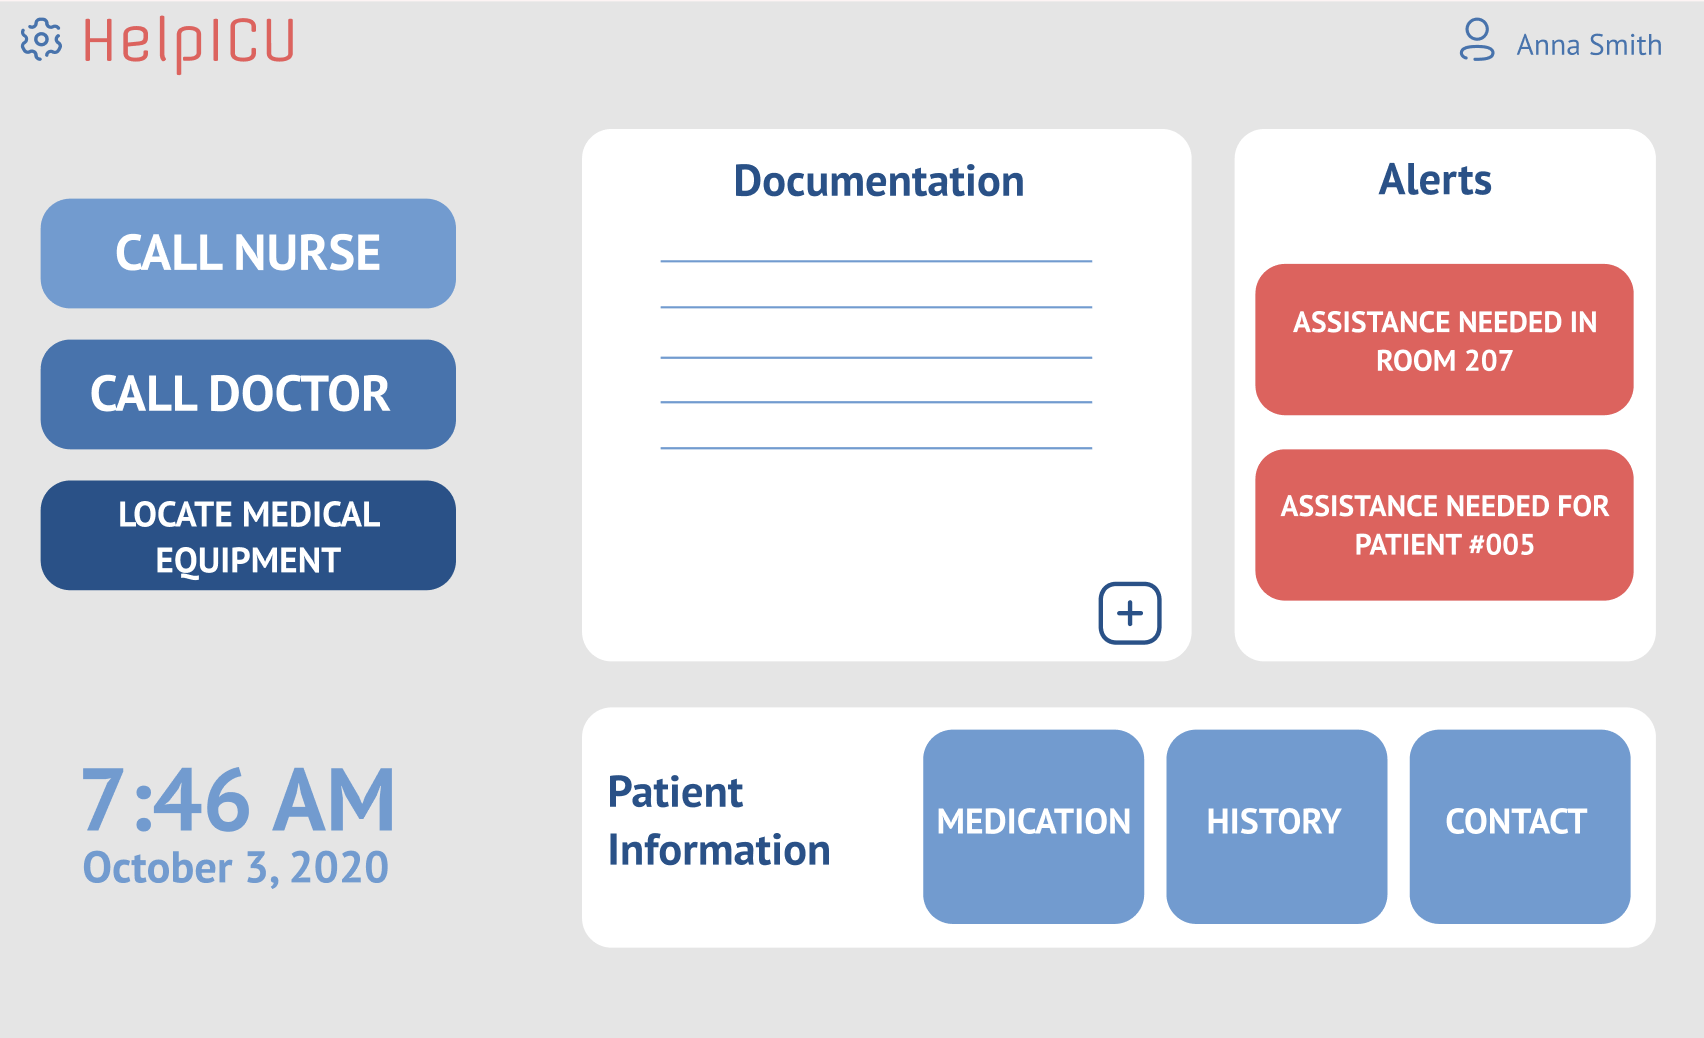 HelpICU
Anna Smith
CALL NURSE
CALL DOCTOR
LOCATE MEDICAL
EQUIPMENT
7:46 AM
October 3, 2020
Documentation
+
Alerts
ASSISTANCE NEEDED IN
ROOM 207
ASSISTANCE NEEDED FOR
PATIENT #005
Patient
Information
MEDICATION
HISTORY
CONTACT